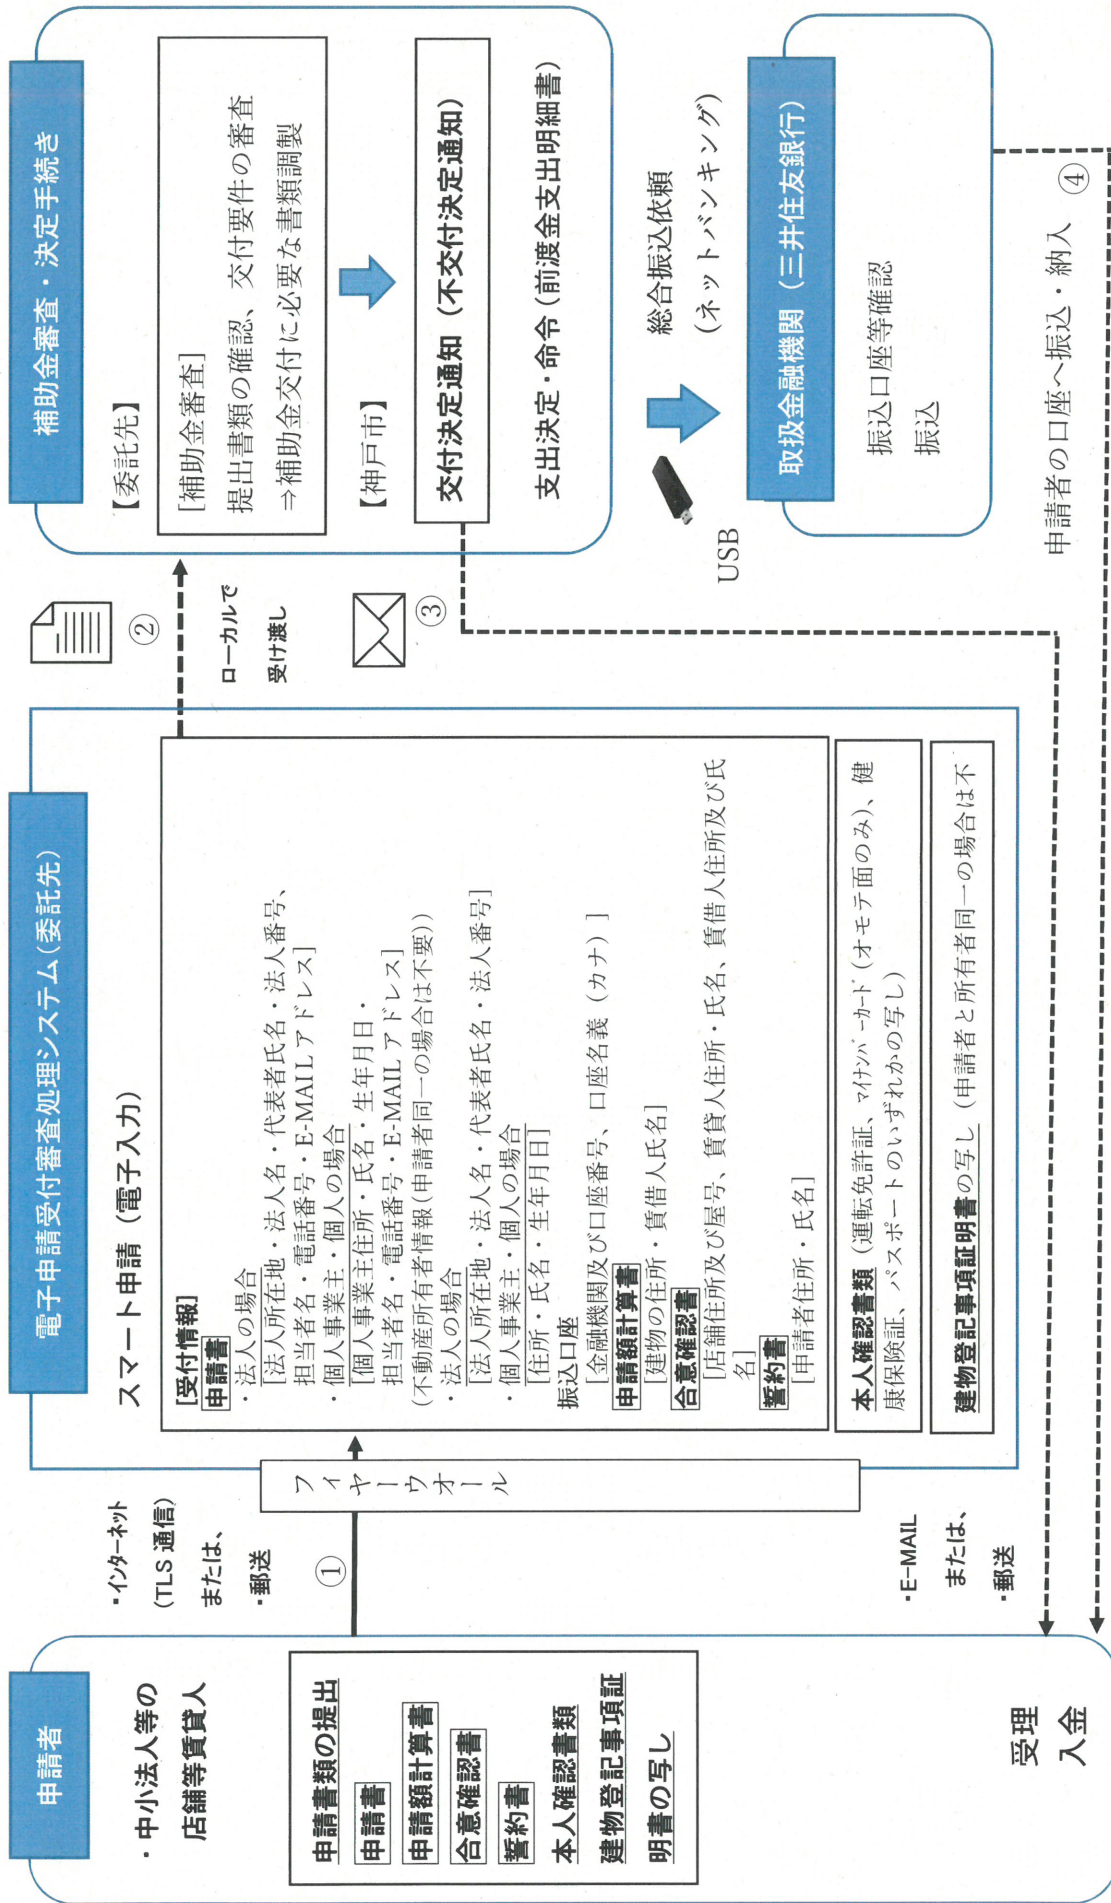 申請者
・中小法人等の
店舗等賃貸人
申請書類の提出
申請書
申請額計算書
合意確認書
誓約書
本人確認書類
建物登記事項証
明書の写し
受理
入金
・インターネット
(TLS 通信)
または、
・郵送
①
フィヤーウオール
・E-MAIL
または、
・郵送
電子申請受付審査処理システム(委託先)
スマート申請（電子入力）
[受付情報]
申請書
・法人の場合
[法人所在地・法人名・代表者氏名・法人番号、
担当者名・電話番号・E-MAIL アドレス]
・個人事業主・個人の場合
[個人事業主住所・氏名・生年月日・
担当者名・電話番号・E-MAIL アドレス]
(不動産所有者情報(申請者同一の場合は不要))
・法人の場合
[法人所在地・法人名・代表者氏名・法人番号]
・個人事業主・個人の場合
[住所・氏名・生年月日]
振込口座
[金融機関及び口座番号、口座名義（カナ）]
申請額計算書
[建物の住所・賃借人氏名]
合意確認書
[店舗住所及び屋号、賃貸人住所・氏名、賃借人住所及び氏
名]
誓約書
[申請者住所・氏名]
本人確認書類（運転免許証、マイナンバーカード（オモテ面のみ）、健
康保険証、パスポートのいずれかの写し）
建物登記事項証明書の写し（申請者と所有者同一の場合は不
②
ローカルで
受け渡し
③
補助金審査・決定手続き
【委託先】
[補助金審査]
提出書類の確認、交付要件の審査
⇒補助金交付に必要な書類調製
【神戸市】
交付決定通知（不交付決定通知）
支出決定・命令（前渡金支出明細書）
USB
総合振込依頼
（ネットバンキング）
取扱金融機関（三井住友銀行）
振込口座等確認
振込
申請者の口座へ振込・納入
④